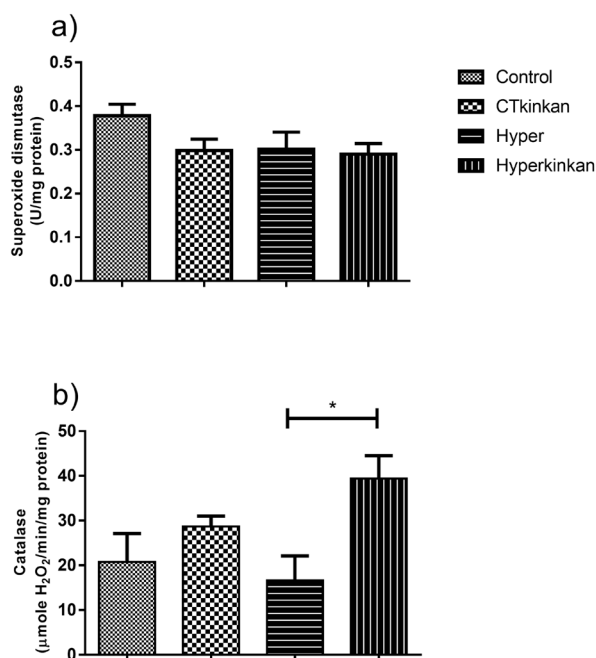 a)
Superoxide dismutase
(U/mg protein)
0.5
0.4
0.3
0.2
0.1
0.0
Control
CTkinkan
Hyper
Hyperkinkan
b)
*
Catalase
(μmole H₂O₂/min/mg protein)
50
40
30
20
10
0